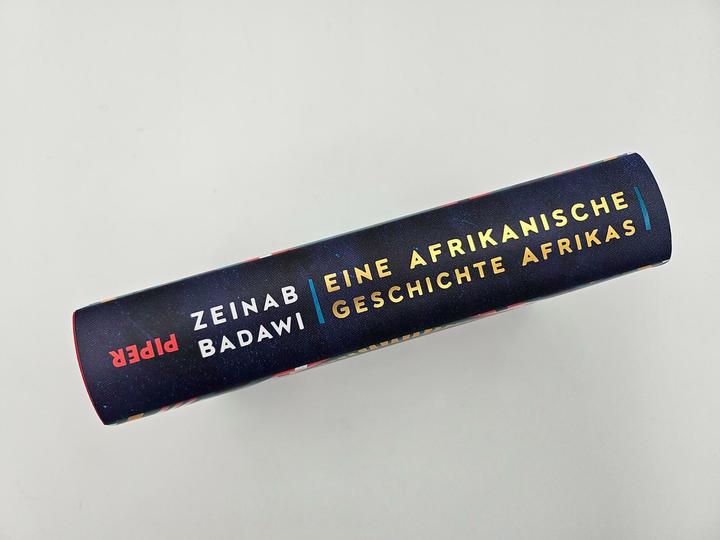 PIPER
ZEINAB
BADAWI
EINE AFRIKANISCHE
GESCHICHTE AFRIKAS